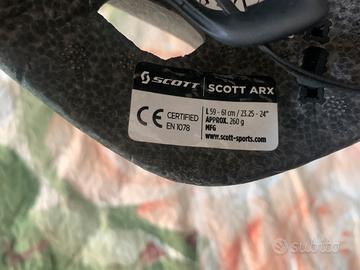 SCOTT
SCOTT ARX
CE CERTIFIED
EN 1078
L 59 - 61 cm / 23.25 - 24"
APPROX. 260 g
MFG
www.scott-sports.com
subito